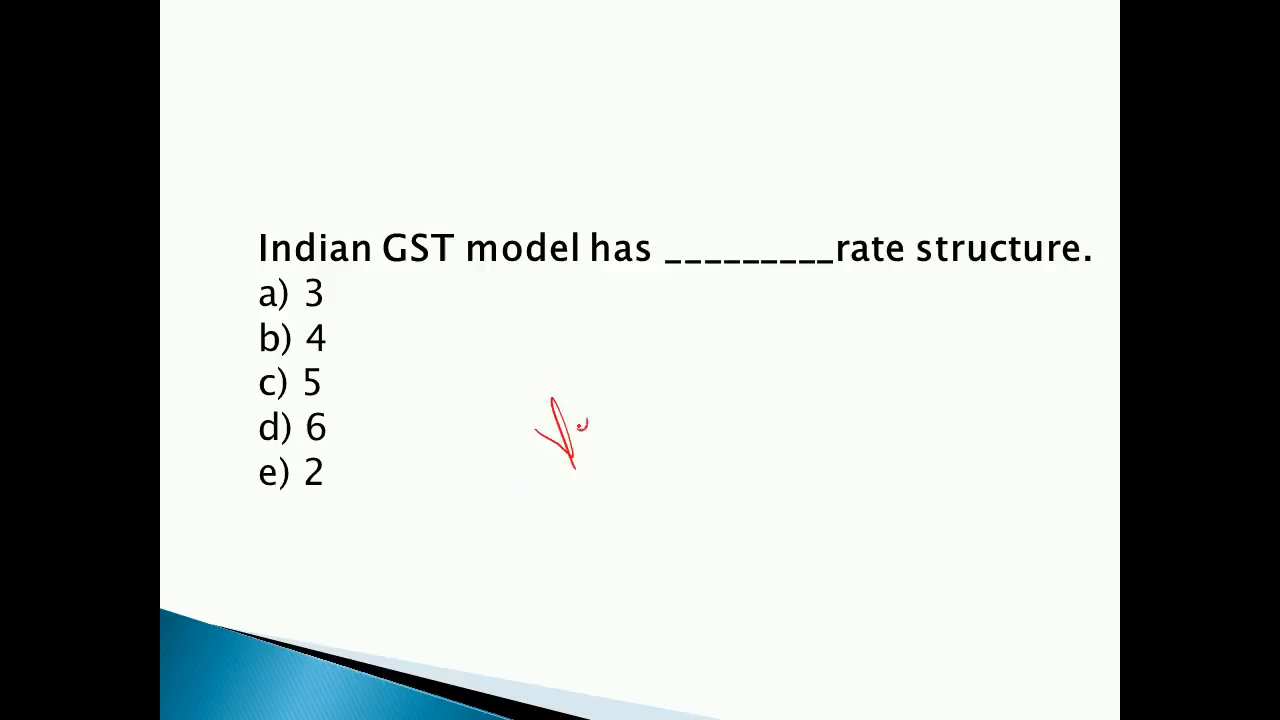 Indian GST model has _________rate structure.
a) 3
b) 4
c) 5
d) 6
e) 2